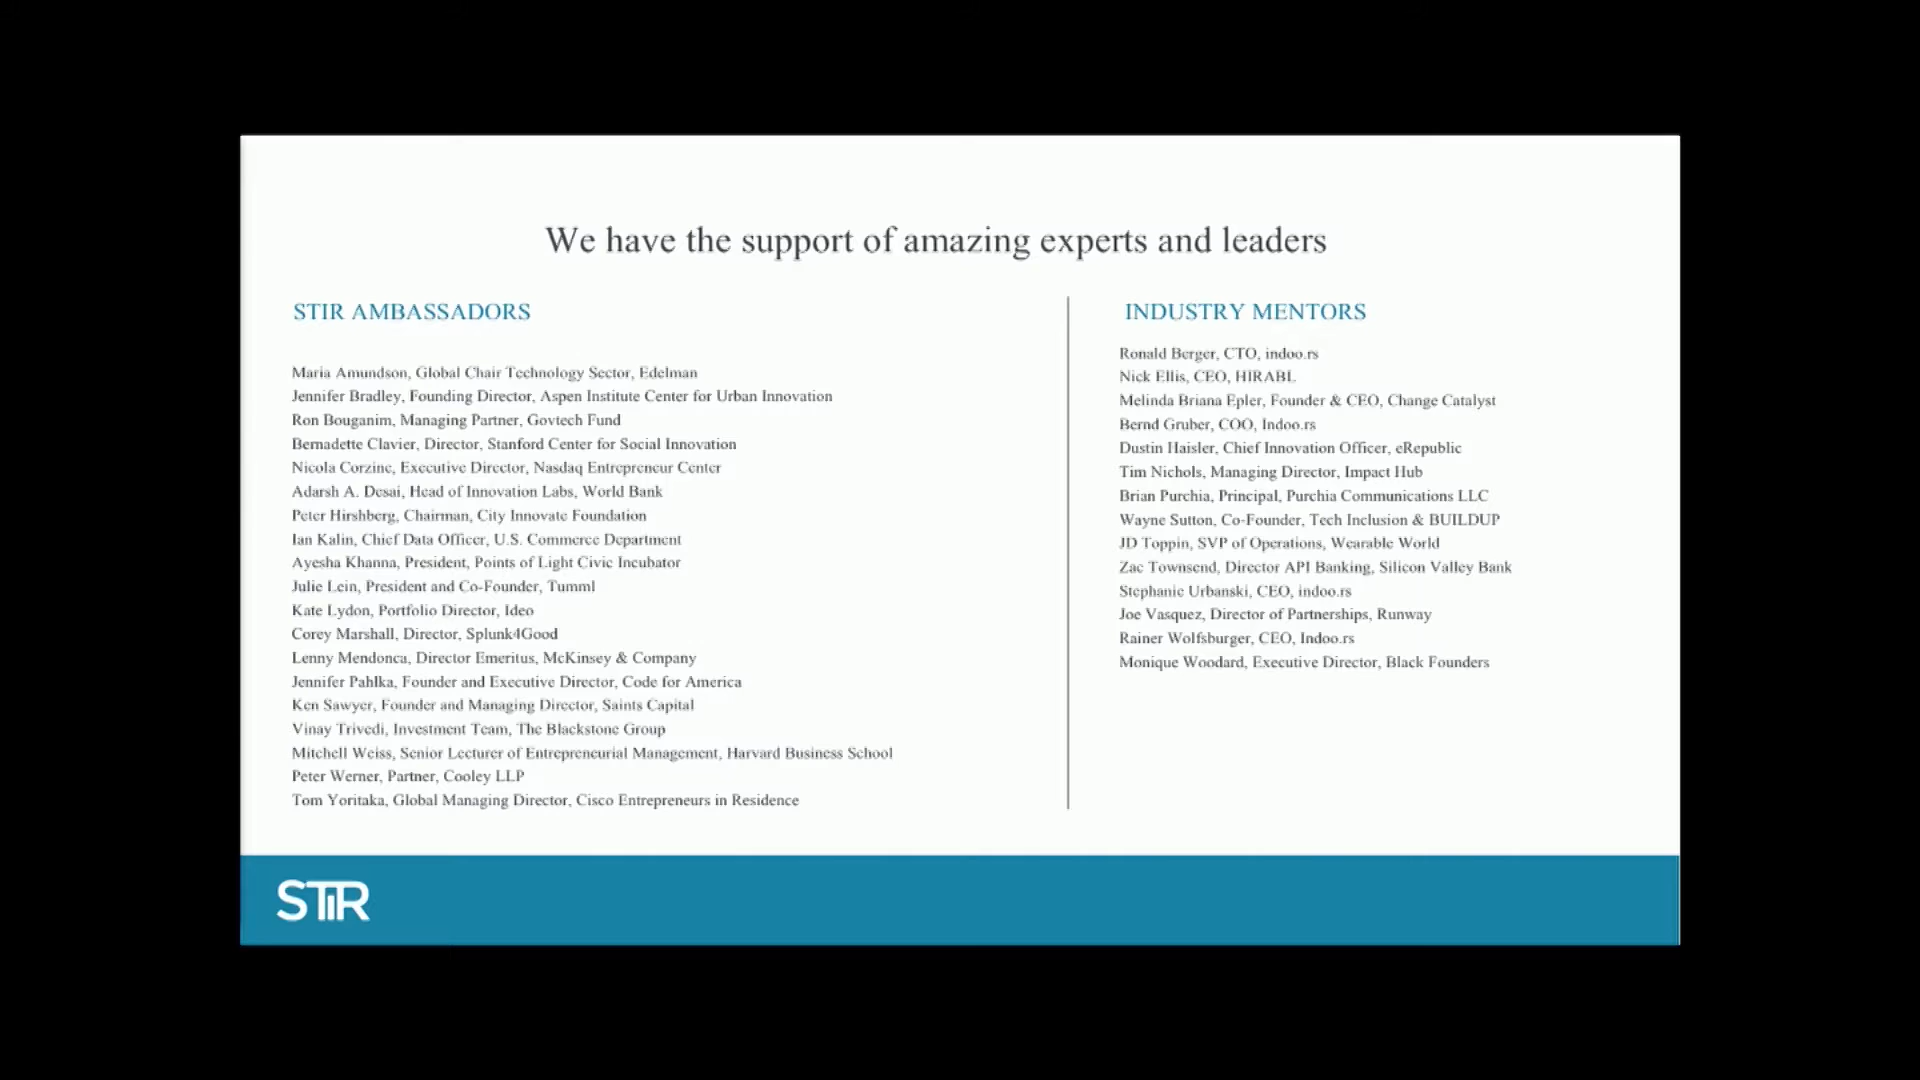 We have the support of amazing experts and leaders
STIR AMBASSADORS
Maria Amundson, Global Chair Technology Sector, Edelman
Jennifer Bradley, Founding Director, Aspen Institute Center for Urban Innovation
Ron Bouganim, Managing Partner, Govtech Fund
Bernadette Clavier, Director, Stanford Center for Social Innovation
Nicola Corzine, Executive Director, Nasdaq Entrepreneur Center
Adarsh A. Desai, Head of Innovation Labs, World Bank
Peter Hirshberg, Chairman, City Innovate Foundation
Ian Kalin, Chief Data Officer, U.S. Commerce Department
Ayesha Khanna, President, Points of Light Civic Incubator
Julie Lein, President and Co-Founder, Tumml
Kate Lydon, Portfolio Director, Ideo
Corey Marshall, Director, Splunk4Good
Lenny Mendonca, Director Emeritus, McKinsey & Company
Jennifer Pahlka, Founder and Executive Director, Code for America
Ken Sawyer, Founder and Managing Director, Saints Capital
Vinay Trivedi, Investment Team, The Blackstone Group
Mitchell Weiss, Senior Lecturer of Entrepreneurial Management, Harvard Business School
Peter Werner, Partner, Cooley LLP
Tom Yoritaka, Global Managing Director, Cisco Entrepreneurs in Residence
INDUSTRY MENTORS
Ronald Berger, CTO, indoo.rs
Nick Ellis, CEO, HIRABL
Melinda Briana Epler, Founder & CEO, Change Catalyst
Bernd Gruber, COO, Indoo.rs
Dustin Haisler, Chief Innovation Officer, eRepublic
Tim Nichols, Managing Director, Impact Hub
Brian Purchia, Principal, Purchia Communications LLC
Wayne Sutton, Co-Founder, Tech Inclusion & BUILDUP
JD Toppin, SVP of Operations, Wearable World
Zac Townsend, Director API Banking, Silicon Valley Bank
Stephanie Urbanski, CEO, indoo.rs
Joe Vasquez, Director of Partnerships, Runway
Rainer Wolfsburger, CEO, Indoo.rs
Monique Woodard, Executive Director, Black Founders
STiR